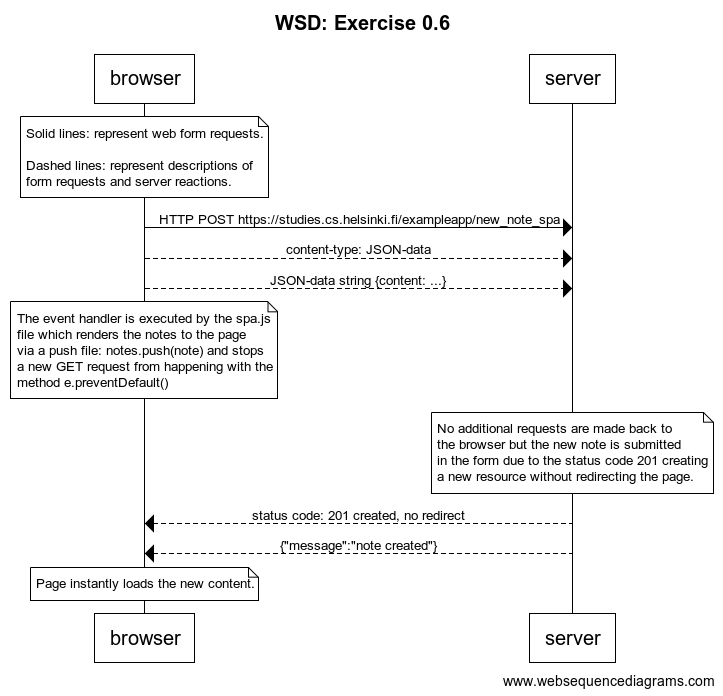 WSD: Exercise 0.6
browser
server
Solid lines: represent web form requests.
Dashed lines: represent descriptions of
form requests and server reactions.
HTTP POST https://studies.cs.helsinki.fi/exampleapp/new_note_spa
content-type: JSON-data
JSON-data string {content: ...}
The event handler is executed by the spa.js
file which renders the notes to the page
via a push file: notes.push(note) and stops
a new GET request from happening with the
method e.preventDefault()
No additional requests are made back to
the browser but the new note is submitted
in the form due to the status code 201 creating
a new resource without redirecting the page.
status code: 201 created, no redirect
{"message":"note created"}
Page instantly loads the new content.
browser
server
www.websequencediagrams.com